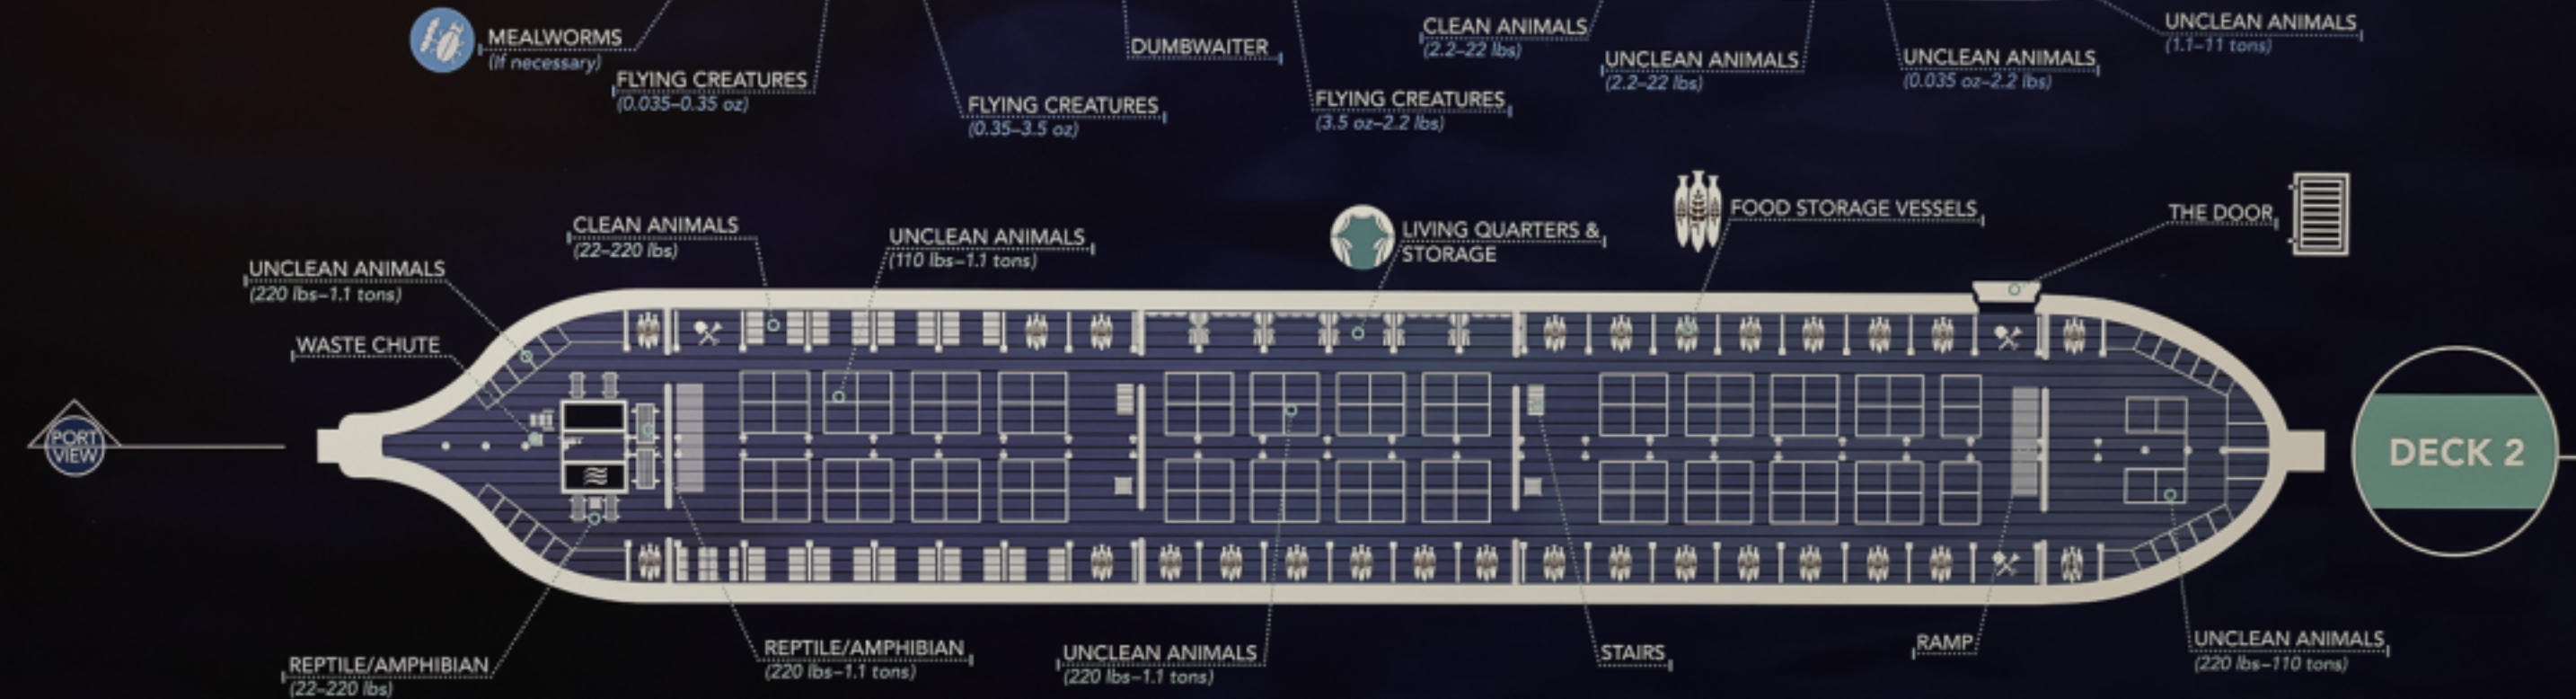 MEALWORMS
(If necessary)
FLYING CREATURES
(0.035–0.35 oz)
FLYING CREATURES
(0.35–3.5 oz)
DUMBWAITER
FLYING CREATURES
(3.5 oz–2.2 lbs)
CLEAN ANIMALS
(2.2–22 lbs)
UNCLEAN ANIMALS
(2.2–22 lbs)
UNCLEAN ANIMALS
(0.035 oz–2.2 lbs)
UNCLEAN ANIMALS
(1.1–11 tons)
UNCLEAN ANIMALS
(220 lbs–1.1 tons)
WASTE CHUTE
CLEAN ANIMALS
(22–220 lbs)
UNCLEAN ANIMALS
(110 lbs–1.1 tons)
LIVING QUARTERS &
STORAGE
FOOD STORAGE VESSELS
THE DOOR
PORT
VIEW
DECK 2
REPTILE/AMPHIBIAN
(22–220 lbs)
REPTILE/AMPHIBIAN
(220 lbs–1.1 tons)
UNCLEAN ANIMALS
(220 lbs–1.1 tons)
STAIRS
RAMP
UNCLEAN ANIMALS
(220 lbs–110 tons)